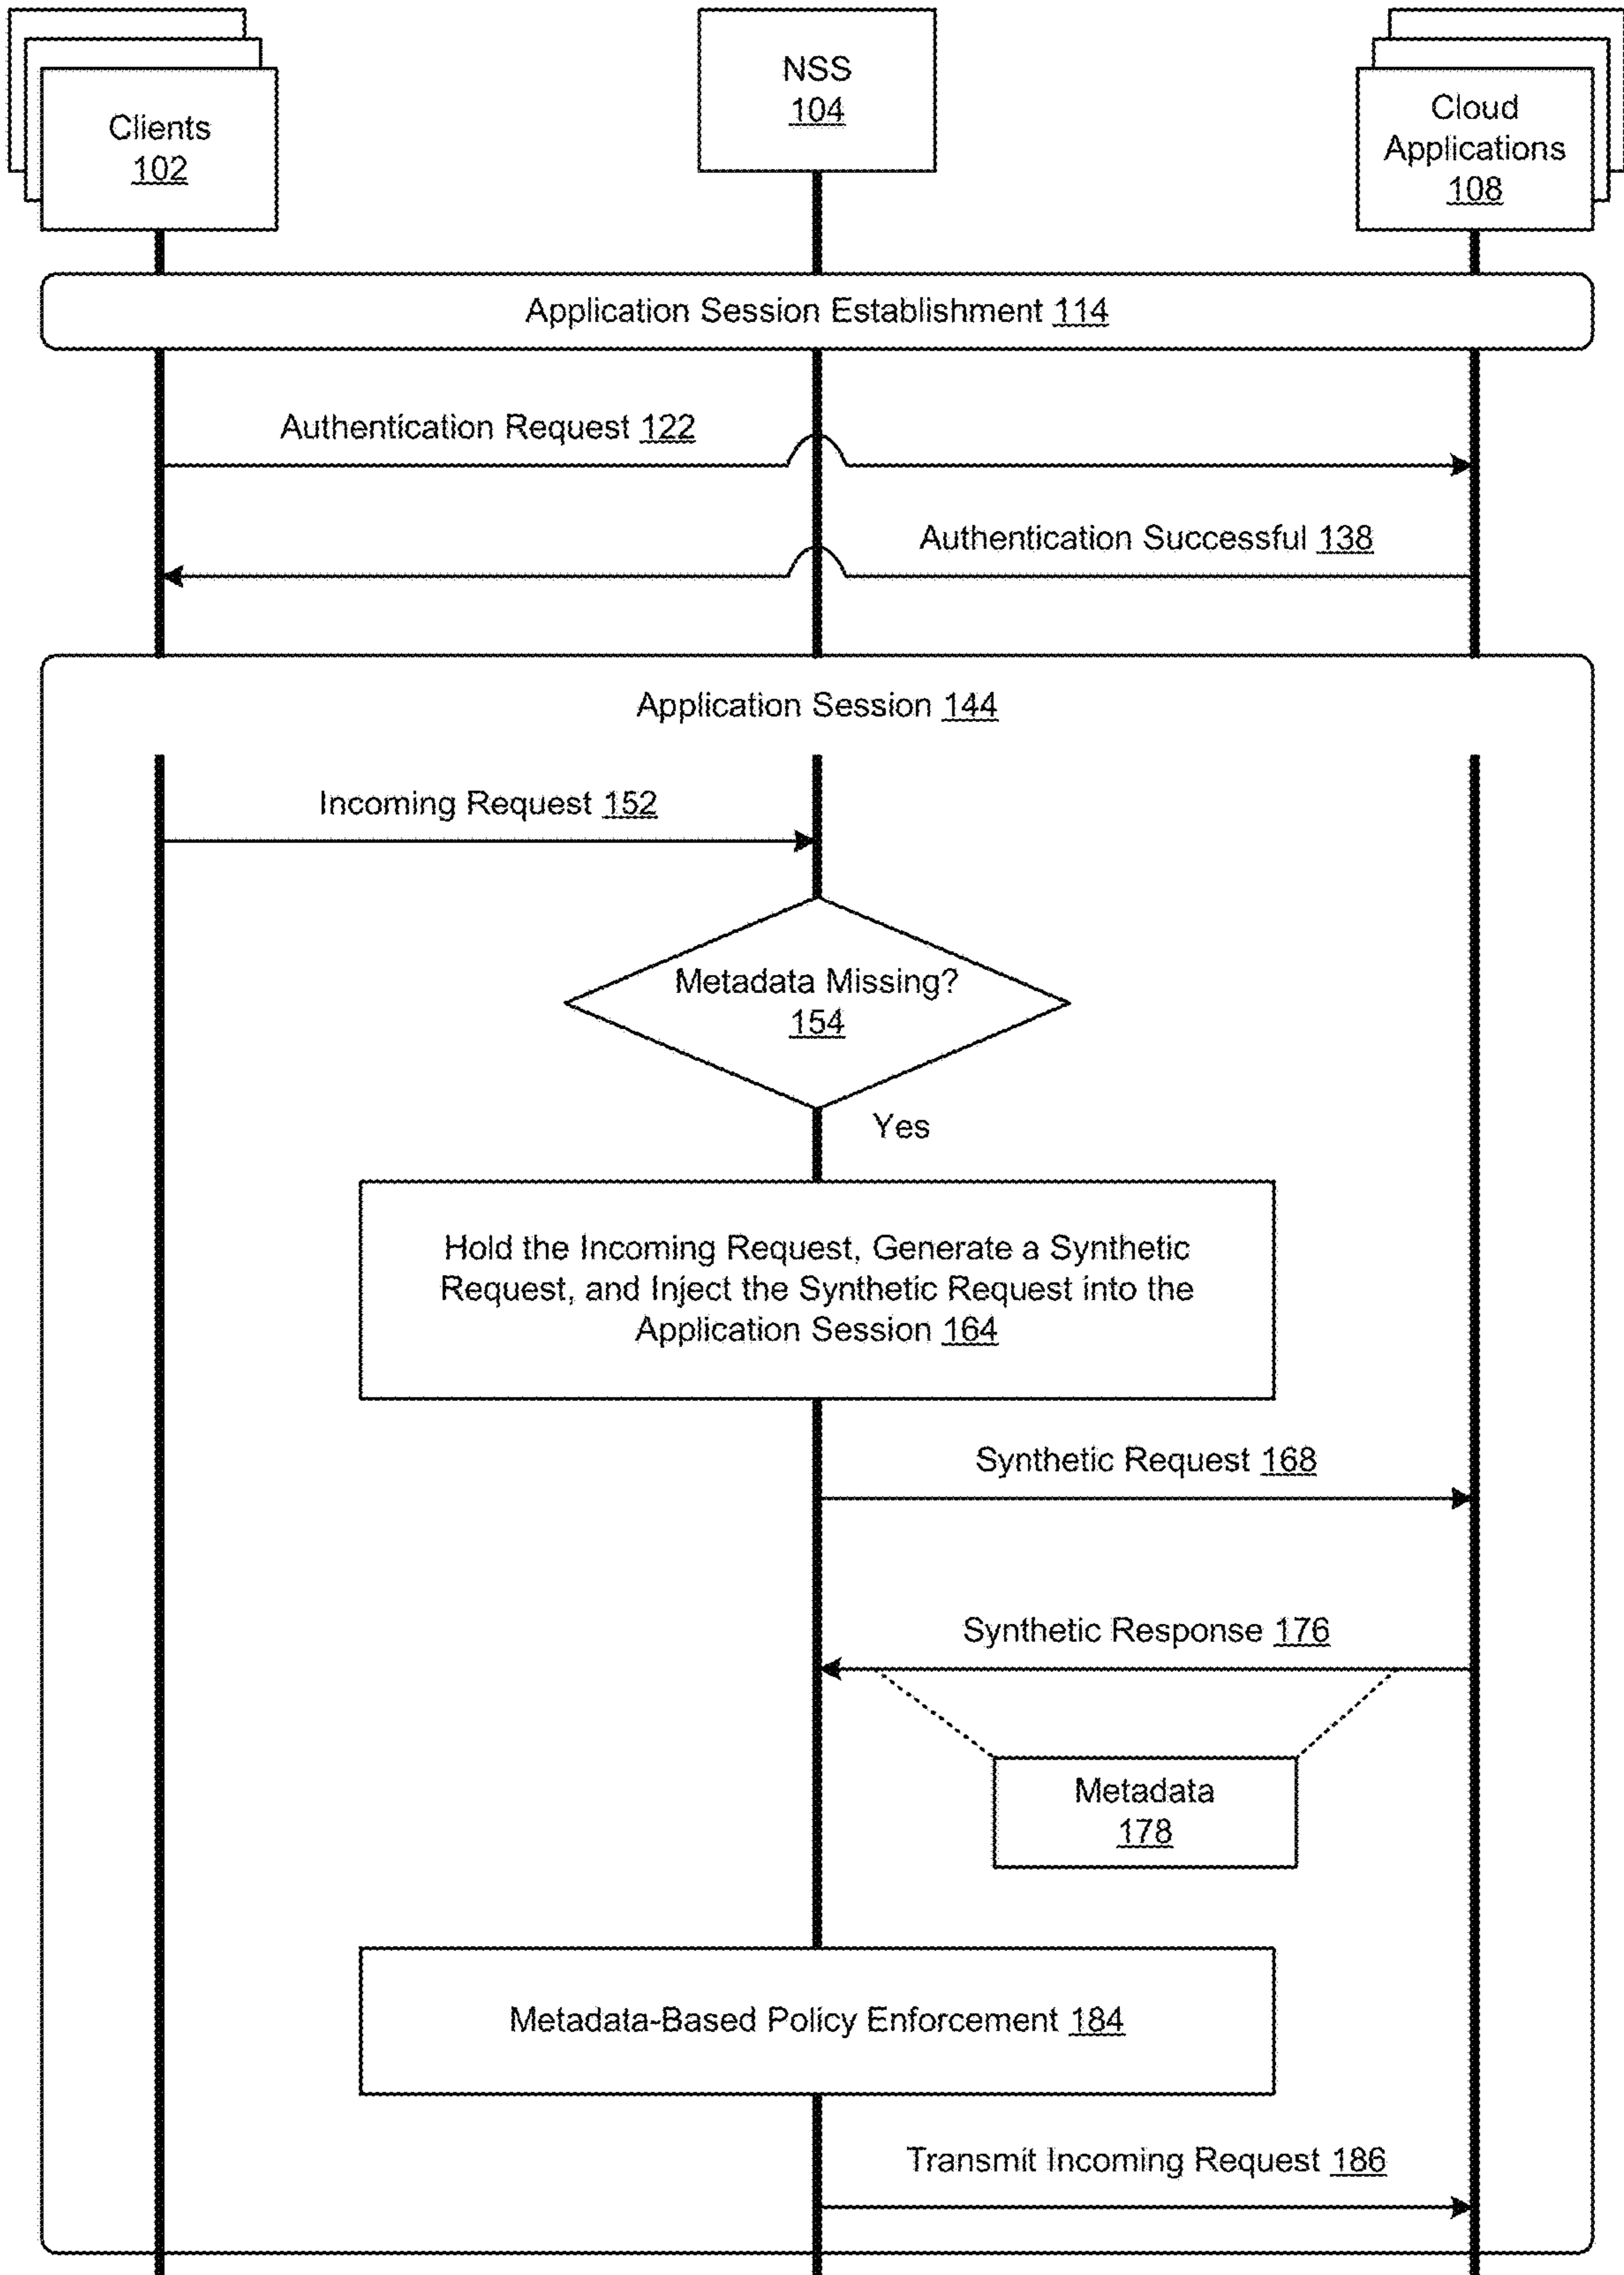 Clients
102
NSS
104
Cloud
Applications
108
Application Session Establishment 114
Authentication Request 122
Authentication Successful 138
Application Session 144
Incoming Request 152
Metadata Missing?
154
Yes
Hold the Incoming Request, Generate a Synthetic
Request, and Inject the Synthetic Request into the
Application Session 164
Synthetic Request 168
Synthetic Response 176
Metadata
178
Metadata-Based Policy Enforcement 184
Transmit Incoming Request 186